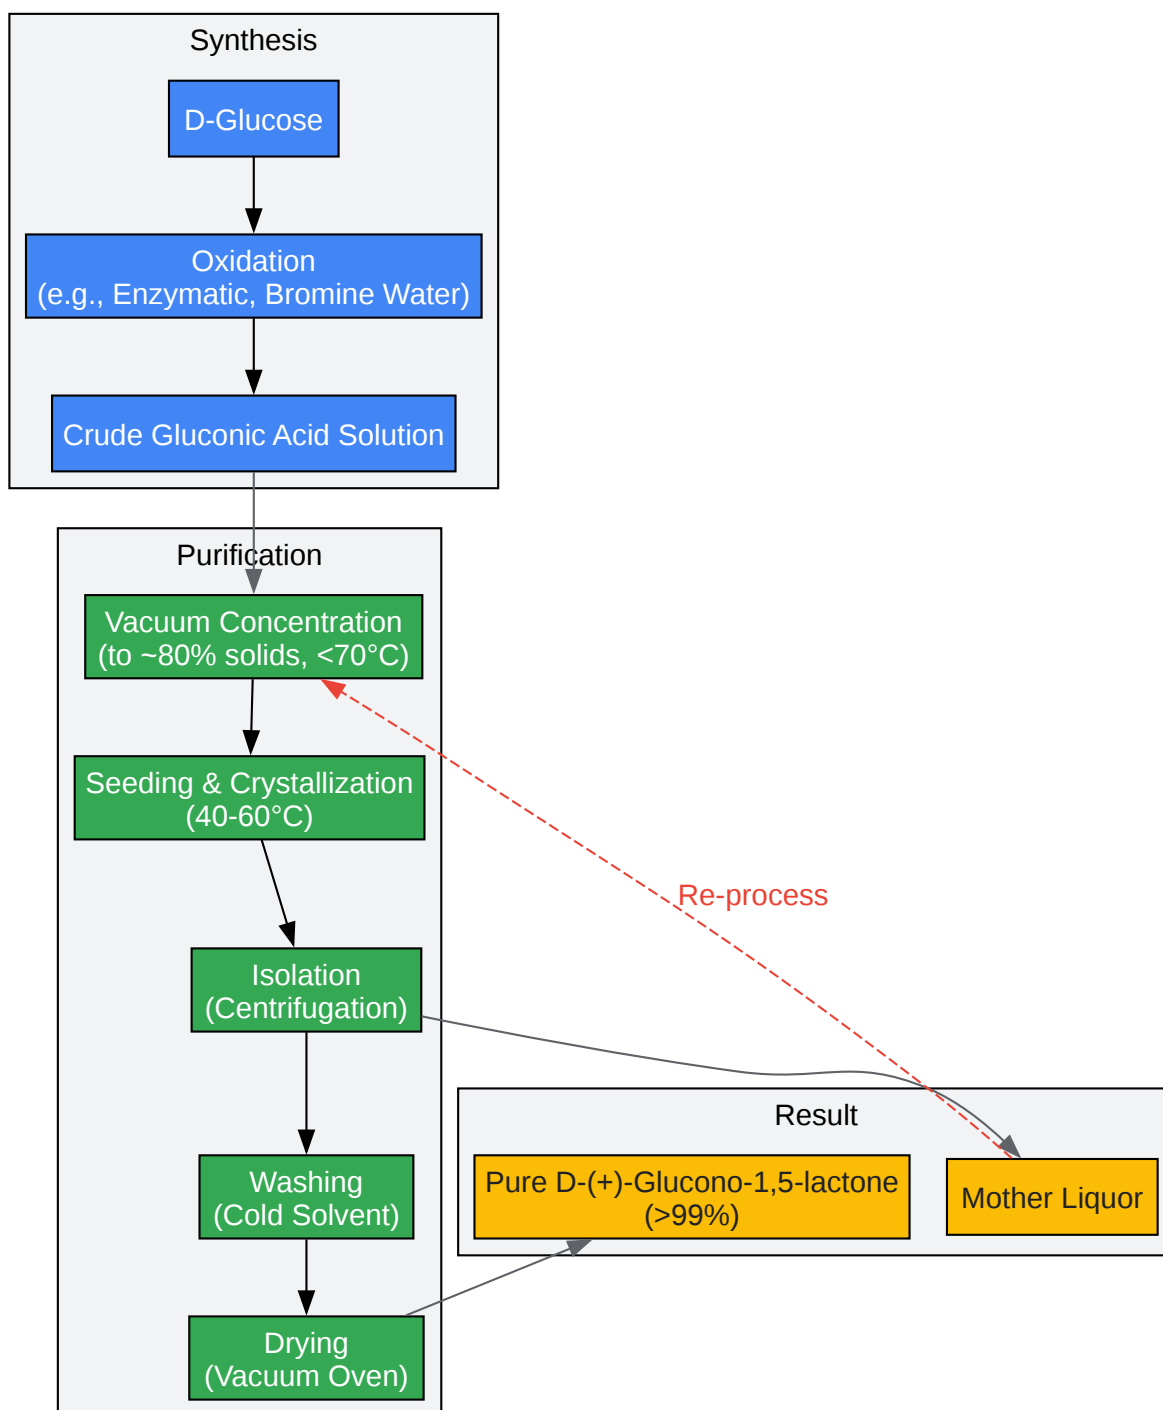 Synthesis
D-Glucose
Oxidation
(e.g., Enzymatic, Bromine Water)
Crude Gluconic Acid Solution
Purification
Vacuum Concentration
(to ~80% solids, <70°C)
Seeding & Crystallization
(40-60°C)
Re-process
Isolation
(Centrifugation)
Result
Washing
(Cold Solvent)
Pure D-(+)-Glucono-1,5-lactone
(>99%)
Mother Liquor
Drying
(Vacuum Oven)